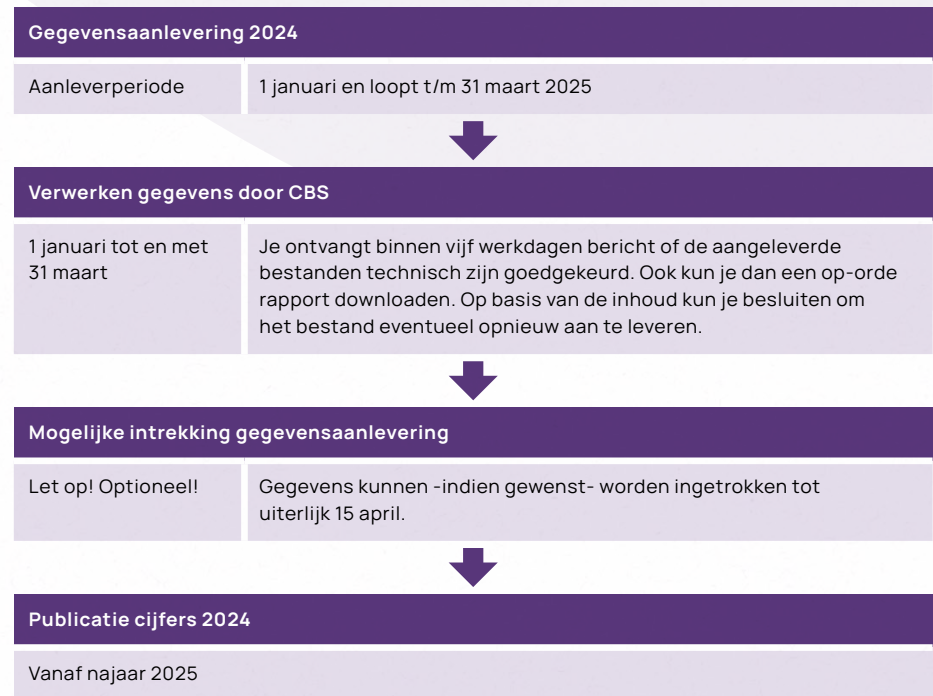 Gegevensaanlevering 2024
Aanleverperiode
1 januari en loopt t/m 31 maart 2025
Verwerken gegevens door CBS
1 januari tot en met
31 maart
Je ontvangt binnen vijf werkdagen bericht of de aangeleverde
bestanden technisch zijn goedgekeurd. Ook kun je dan een op-orde
rapport downloaden. Op basis van de inhoud kun je besluiten om
het bestand eventueel opnieuw aan te leveren.
Mogelijke intrekking gegevensaanlevering
Let op! Optioneel!
Gegevens kunnen -indien gewenst- worden ingetrokken tot
uiterlijk 15 april.
Publicatie cijfers 2024
Vanaf najaar 2025